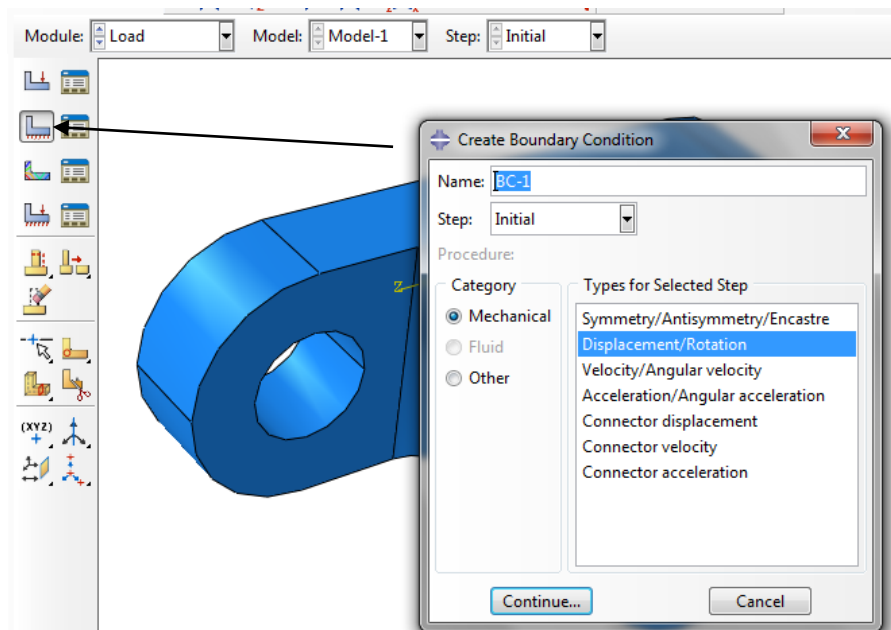 Module: Load Model: Model-1 Step: Initial
Create Boundary Condition
Name: BC-1
Step: Initial
Procedure:
Category
Mechanical
Fluid
Other
Types for Selected Step
Symmetry/Antisymmetry/Encastre
Displacement/Rotation
Velocity/Angular velocity
Acceleration/Angular acceleration
Connector displacement
Connector velocity
Connector acceleration
Continue... Cancel
Z
(XYZ)